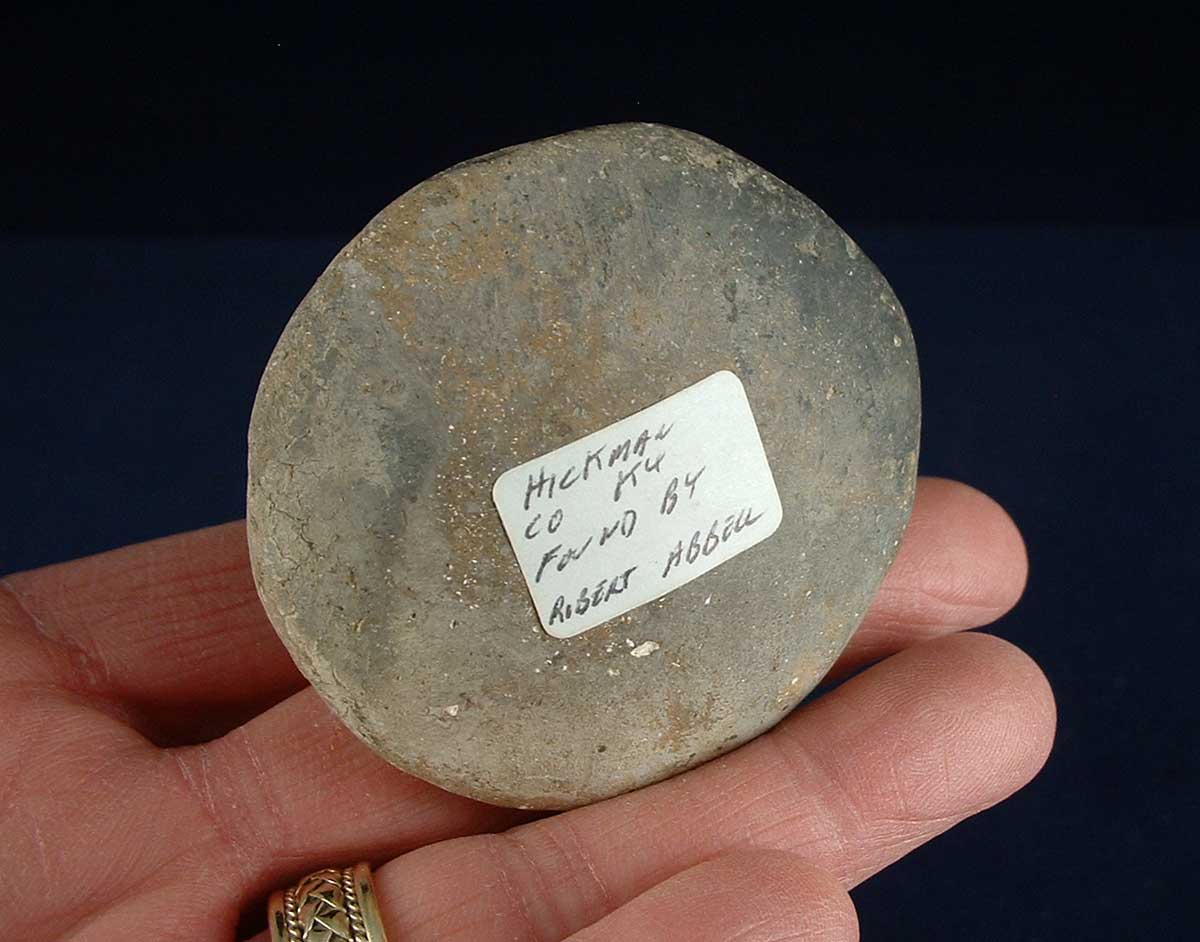 HICKMAN
CO KY
FOUND BY
ROBERT ABBELL